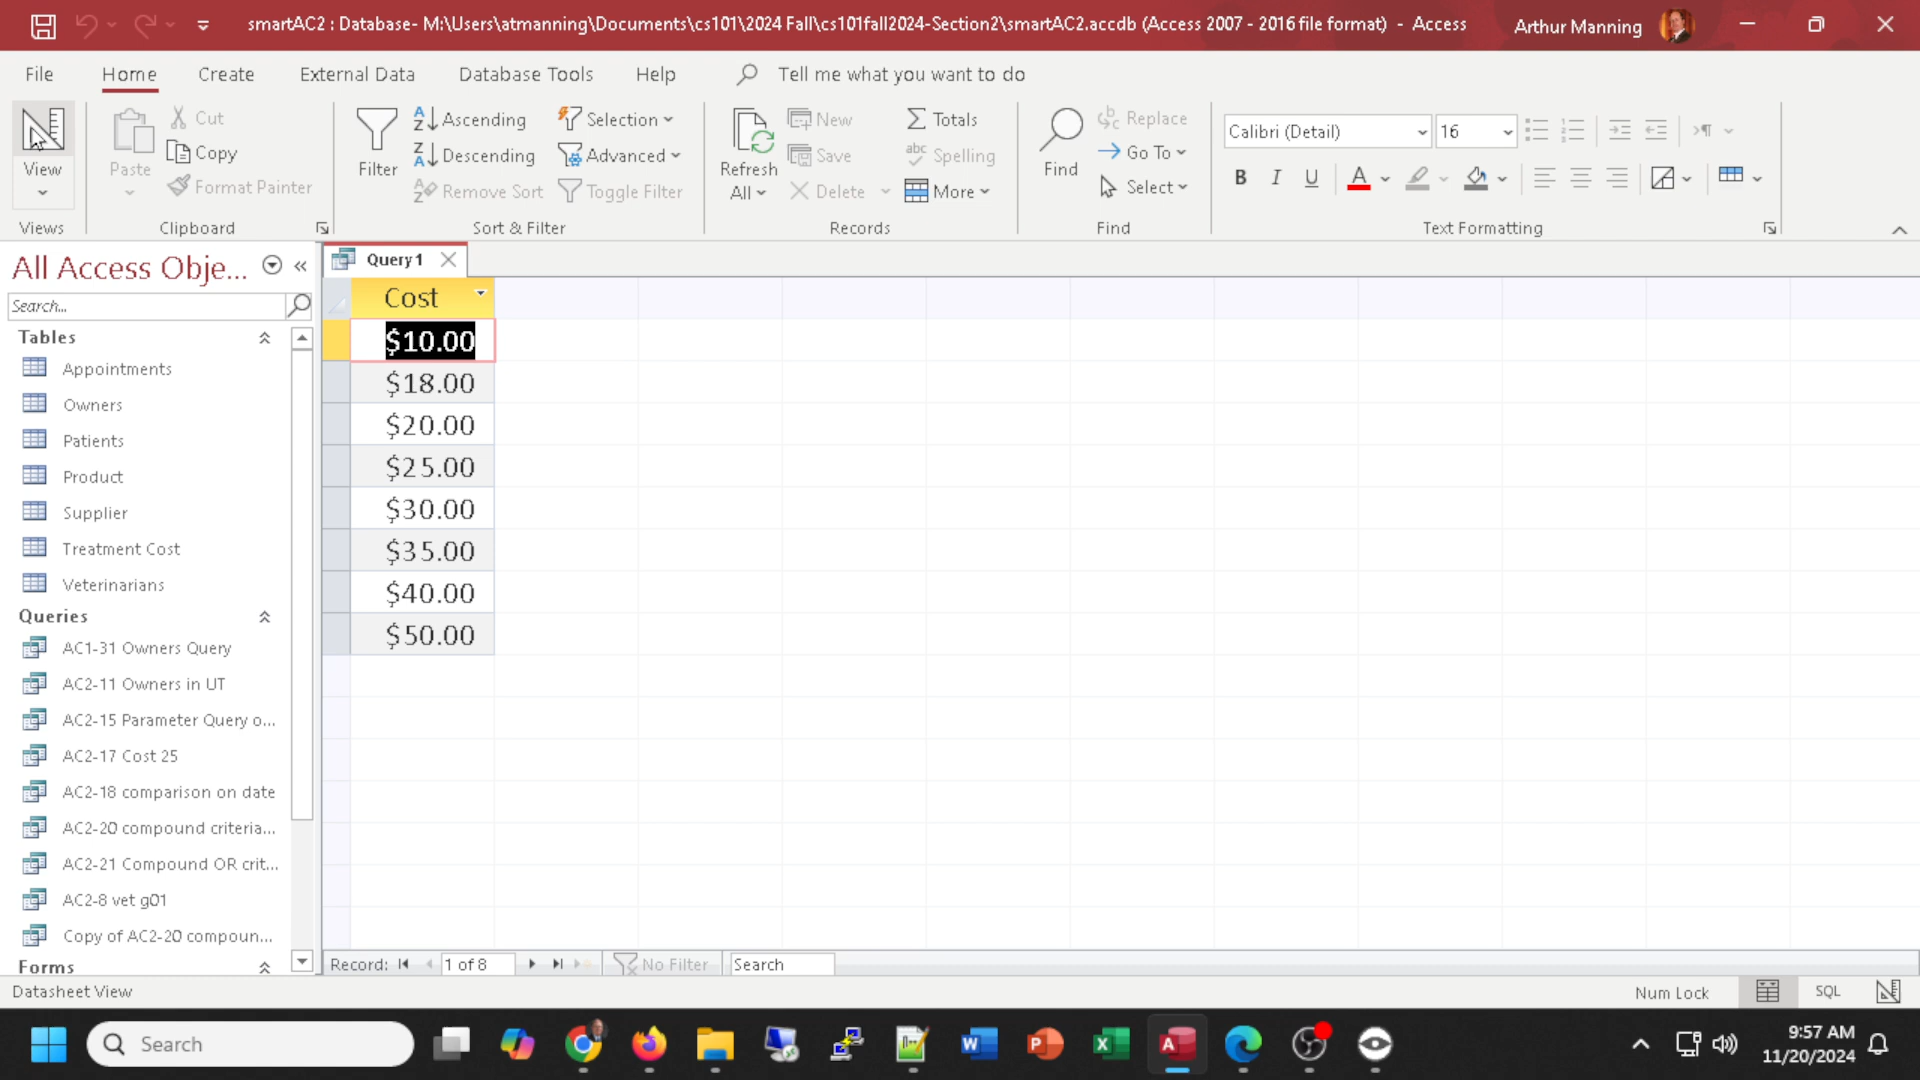 smartAC2 : Database- M:\Users\atmanning\Documents\cs101\2024 Fall\cs101fall2024-Section2\smartAC2.accdb (Access 2007 - 2016 file format) - Access
Arthur Manning
File Home Create External Data Database Tools Help Tell me what you want to do
View
Views
Paste
Cut
Copy
Format Painter
Clipboard
Filter
Ascending
Descending
Remove Sort
Selection
Advanced
Toggle Filter
Sort & Filter
Refresh
All
New
Save
Delete
Totals
Spelling
More
Records
Find
Replace
Go To
Select
Find
Calibri (Detail) 16
B I U A
Text Formatting
All Access Obje...
Search...
Tables
Appointments
Owners
Patients
Product
Supplier
Treatment Cost
Veterinarians
Queries
AC1-31 Owners Query
AC2-11 Owners in UT
AC2-15 Parameter Query o...
AC2-17 Cost 25
AC2-18 comparison on date
AC2-20 compound criteria...
AC2-21 Compound OR crit...
AC2-8 vet g01
Copy of AC2-20 compoun...
Forms
Query1
Cost
$10.00
$18.00
$20.00
$25.00
$30.00
$35.00
$40.00
$50.00
Record: 1 of 8 No Filter Search
Datasheet View
Num Lock
SQL
Search
9:57 AM
11/20/2024